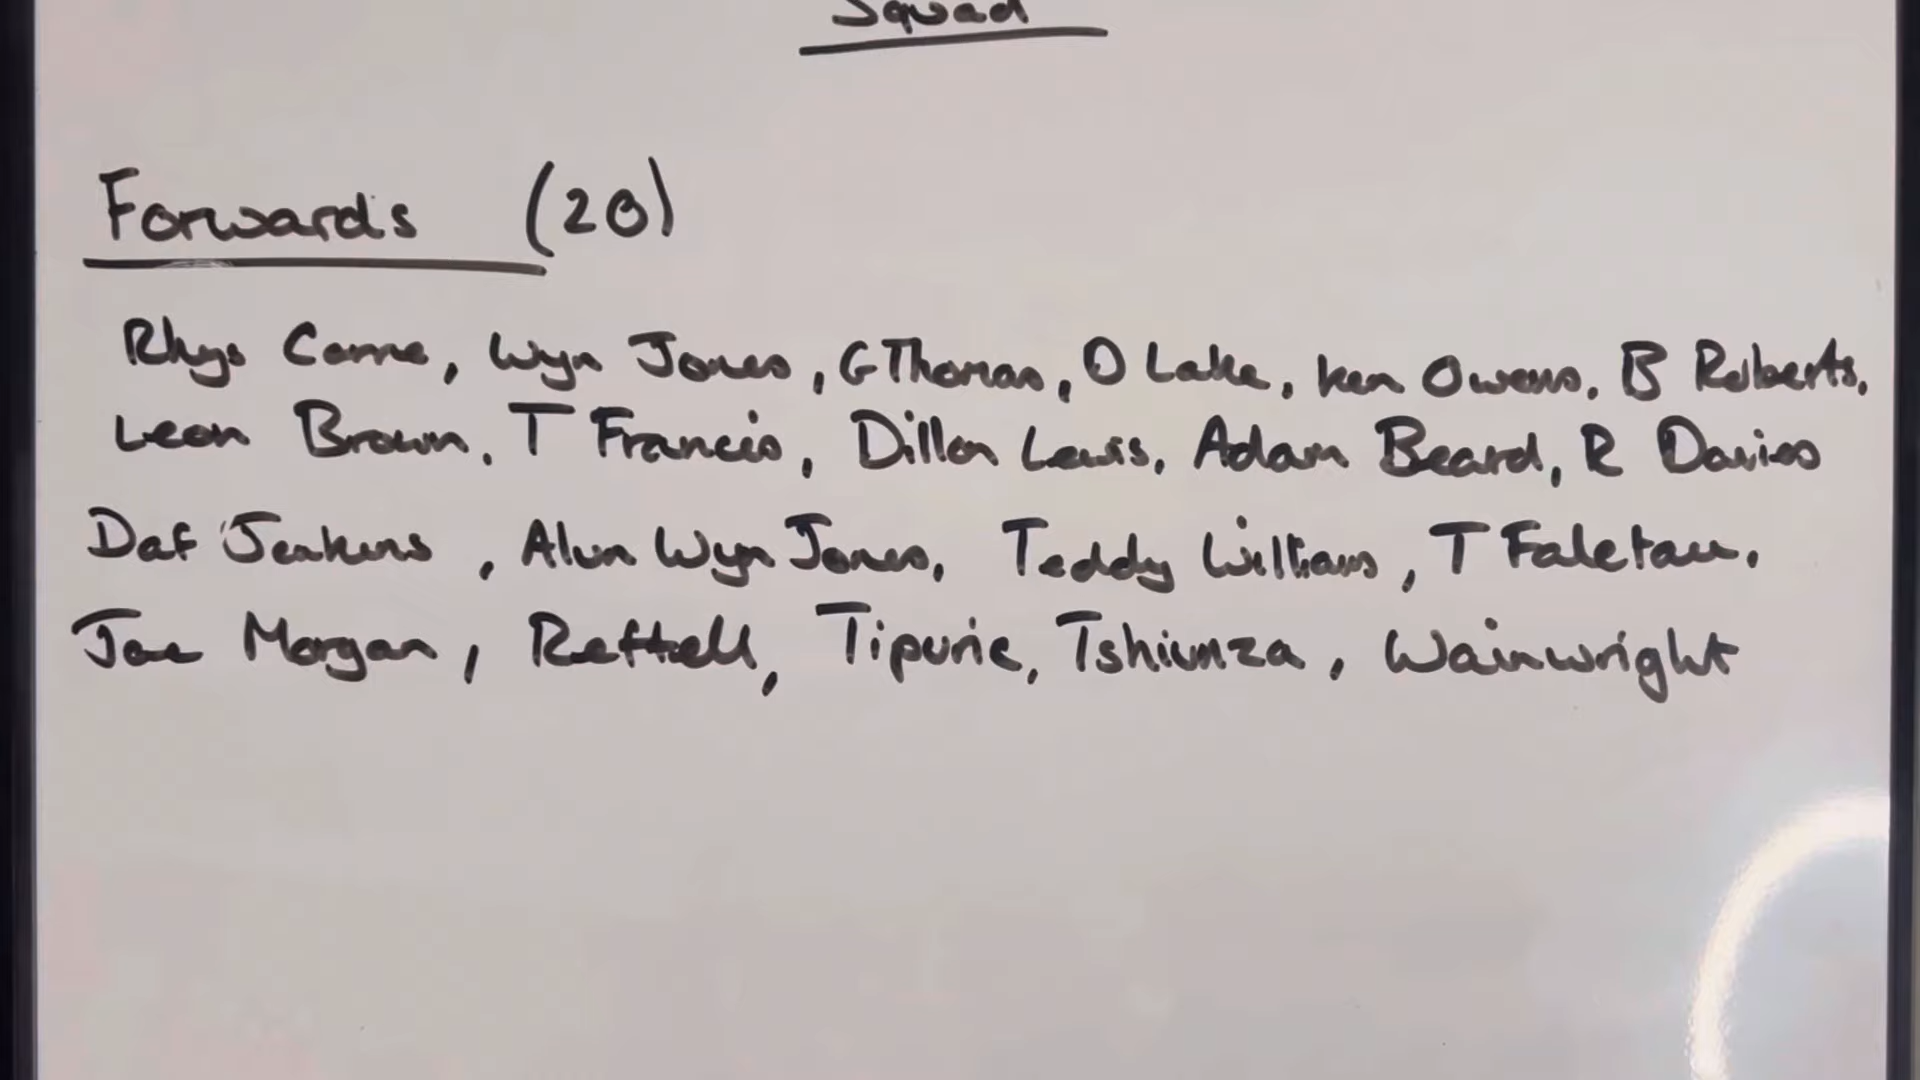 Squad
Forwards (20)
Rhys Carre, Wyn Jones, G Thomas, D Lake, Ken Owens, B Roberts,
Leon Brown, T Francis, Dillon Lewis, Adam Beard, R Davies
Daf Jenkins, Alun Wyn Jones, Teddy Williams, T Faletau.
Jac Morgan, Reffell, Tipuric, Tshiunza, Wainwright